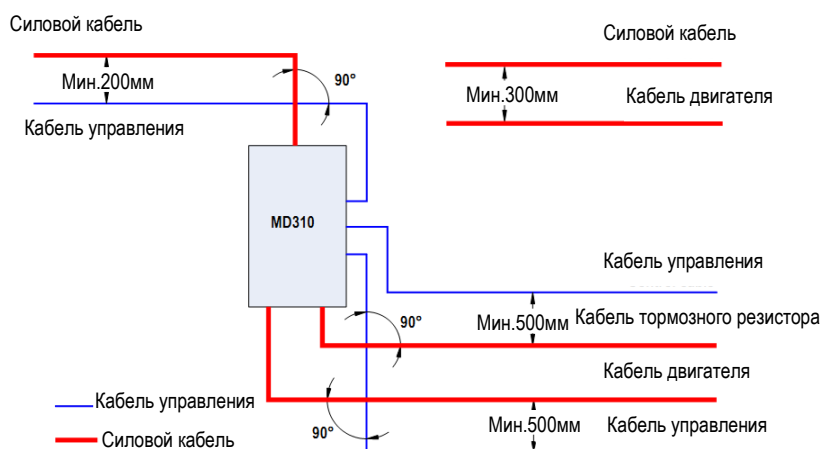 Силовой кабель
Мин.200мм
90°
Кабель управления
Силовой кабель
Мин.300мм
Кабель двигателя
MD310
Кабель управления
Мин.500мм
Кабель тормозного резистора
90°
Кабель двигателя
Мин.500мм
Кабель управления
90°
Кабель управления
Силовой кабель